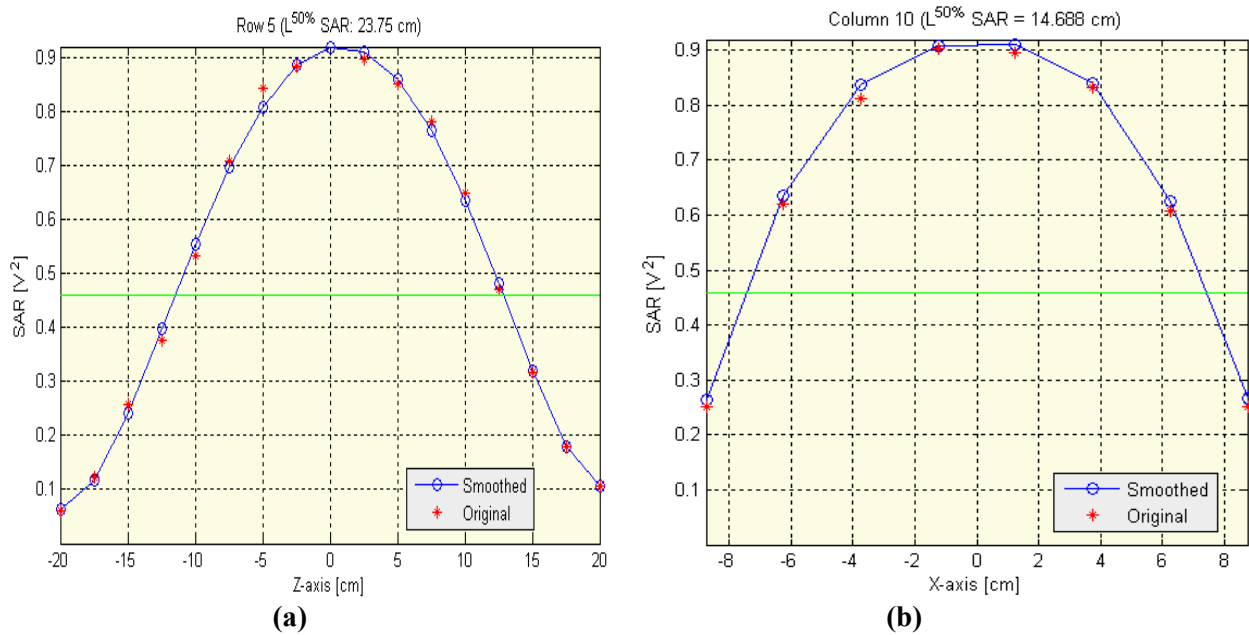 Row 5 (L50% SAR: 23.75 cm)
0.9
0.8
0.7
0.6
0.5
0.4
0.3
0.2
0.1
SAR [V^2]
Smoothed
Original
-20 -15 -10 -5 0 5 10 15 20
Z-axis [cm]
(a)
Column 10 (L50% SAR = 14.688 cm)
0.9
0.8
0.7
0.6
0.5
0.4
0.3
0.2
0.1
SAR [V^2]
Smoothed
Original
-8 -6 -4 -2 0 2 4 6 8
X-axis [cm]
(b)